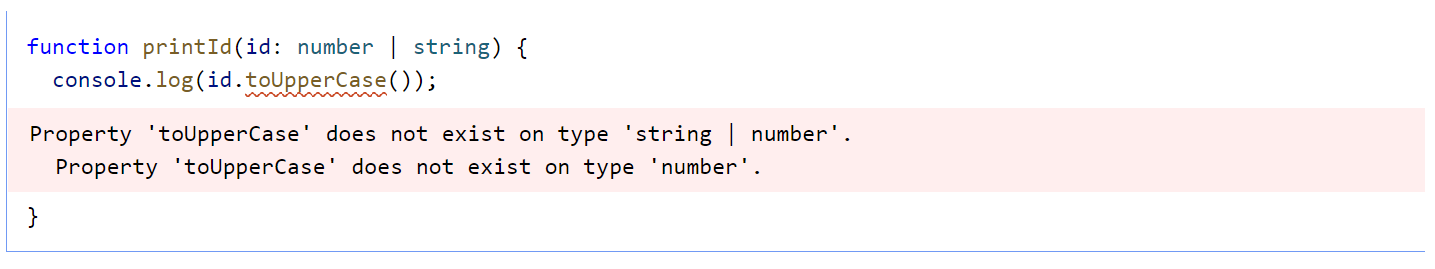 function printId(id: number | string) {
  console.log(id.toUpperCase());
Property 'toUpperCase' does not exist on type 'string | number'.
  Property 'toUpperCase' does not exist on type 'number'.
}